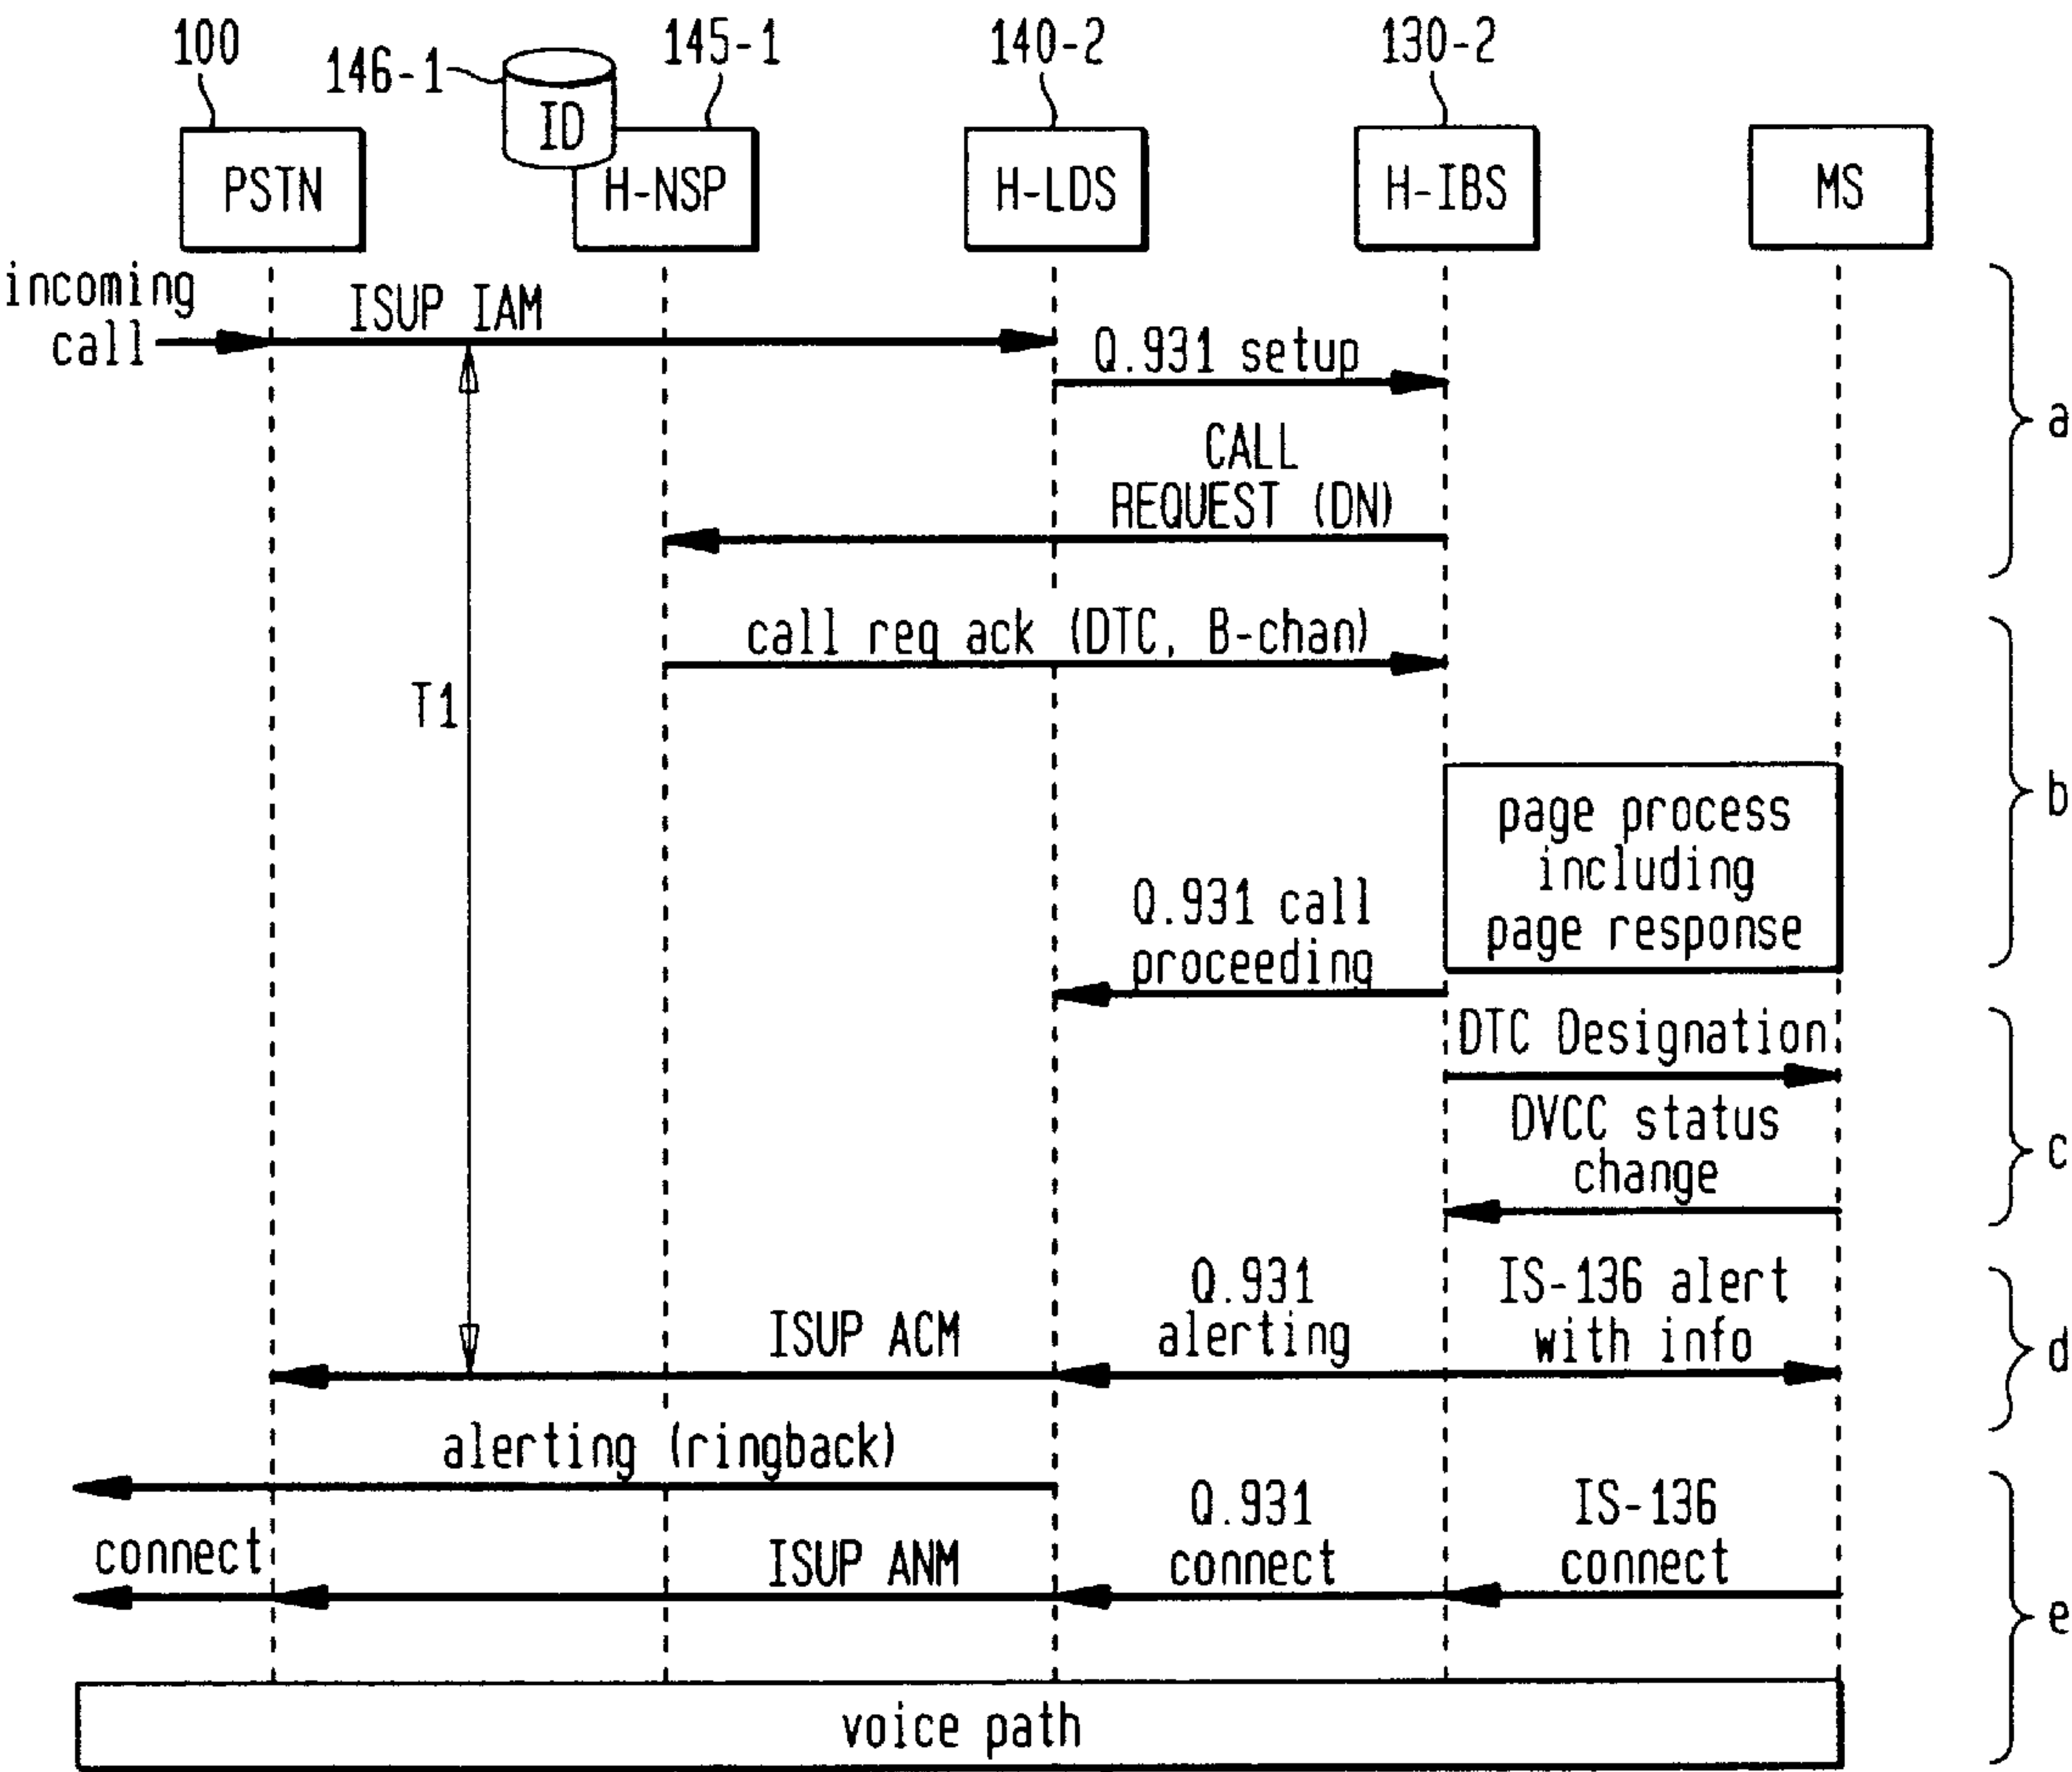 100
146-1
145-1
140-2
130-2
ID
PSTN
H-NSP
H-LDS
H-IBS
MS
incoming
call
ISUP IAM
Q.931 setup
CALL
REQUEST (DN)
a
call req ack (DTC, B-chan)
T1
page process
including
page response
b
Q.931 call
proceeding
DTC Designation
DVCC status
change
c
ISUP ACM
Q.931
alerting
IS-136 alert
with info
d
alerting (ringback)
connect
ISUP ANM
Q.931
connect
IS-136
connect
e
voice path